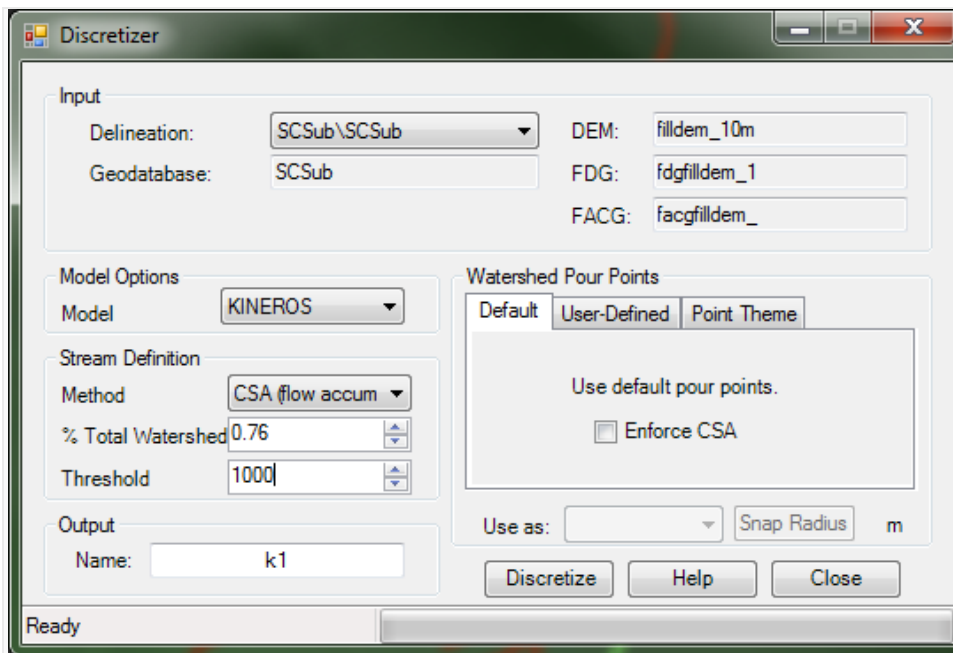 Discretizer
Input
Delineation: SCSub\SCSub DEM: filldem_10m
Geodatabase: SCSub FDG: fdgfilldem_1
FACG: facgfilldem_
Model Options
Model KINEROS
Stream Definition
Method CSA (flow accum
% Total Watershed 0.76
Threshold 1000
Output
Name: k1
Watershed Pour Points
Default User-Defined Point Theme
Use default pour points.
Enforce CSA
Use as: Snap Radius m
Discretize Help Close
Ready